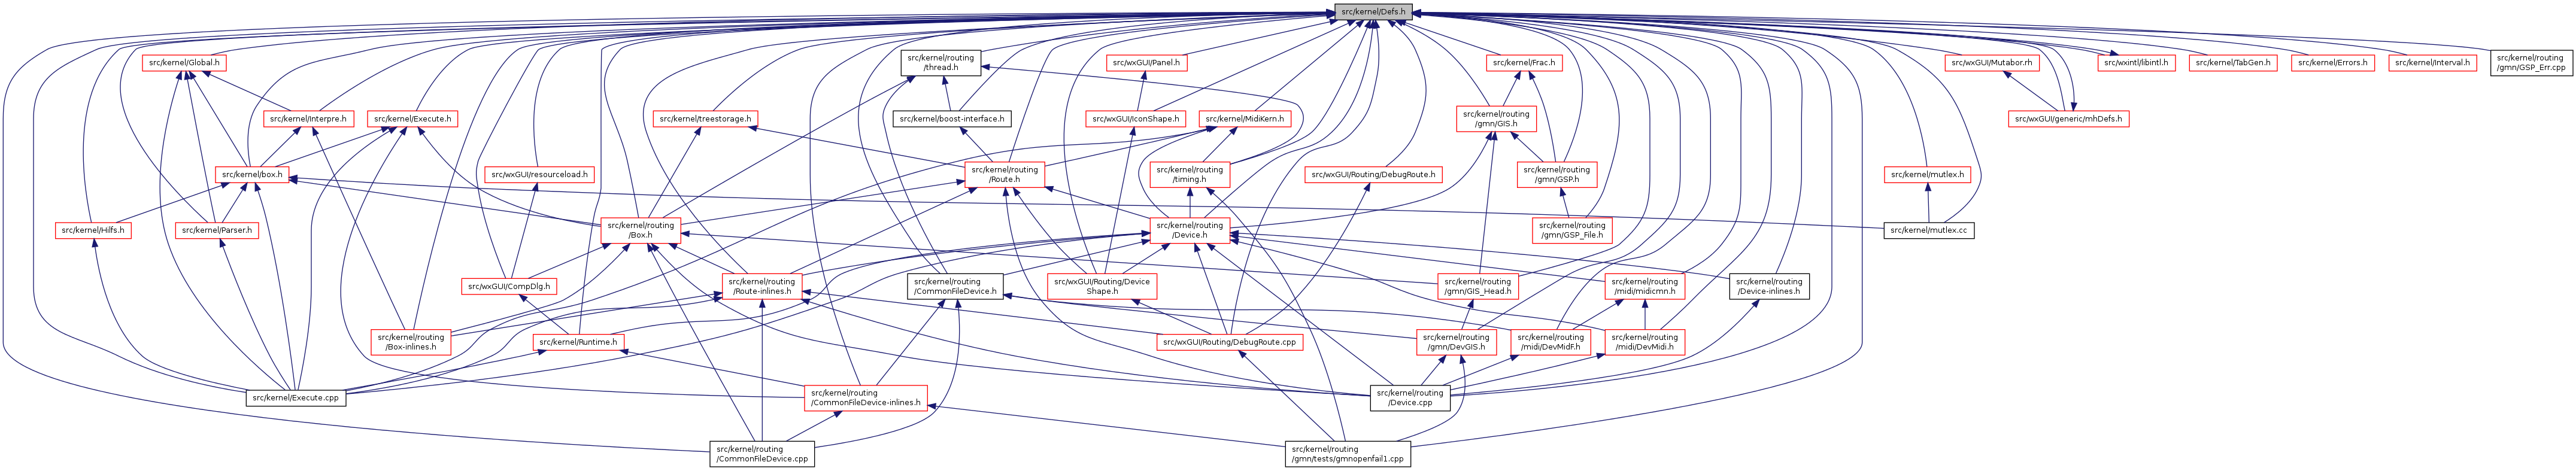 src/kernel/Defs.h
src/kernel/Global.h
src/kernel/routing
/thread.h
src/wxGUI/Panel.h
src/kernel/Frac.h
src/wxGUI/Mutabor.rh
src/wxintl/libintl.h
src/kernel/TabGen.h
src/kernel/Errors.h
src/kernel/Interval.h
src/kernel/routing
/gmn/GSP_Err.cpp
src/kernel/Interpre.h
src/kernel/Execute.h
src/kernel/treestorage.h
src/kernel/boost-interface.h
src/wxGUI/IconShape.h
src/kernel/MidiKern.h
src/kernel/routing
/gmn/GIS.h
src/wxGUI/generic/mhDefs.h
src/kernel/box.h
src/wxGUI/resourceload.h
src/kernel/routing
/Route.h
src/kernel/routing
/timing.h
src/wxGUI/Routing/DebugRoute.h
src/kernel/routing
/gmn/GSP.h
src/kernel/mutlex.h
src/kernel/Hilfs.h
src/kernel/Parser.h
src/kernel/routing
/Box.h
src/kernel/routing
/Device.h
src/kernel/routing
/gmn/GSP_File.h
src/kernel/mutlex.cc
src/wxGUI/CompDlg.h
src/kernel/routing
/Route-inlines.h
src/kernel/routing
/CommonFileDevice.h
src/wxGUI/Routing/Device
Shape.h
src/kernel/routing
/gmn/GIS_Head.h
src/kernel/routing
/midi/midicmn.h
src/kernel/routing
/Device-inlines.h
src/kernel/routing
/Box-inlines.h
src/kernel/Runtime.h
src/wxGUI/Routing/DebugRoute.cpp
src/kernel/routing
/gmn/DevGIS.h
src/kernel/routing
/midi/DevMidF.h
src/kernel/routing
/midi/DevMidi.h
src/kernel/Execute.cpp
src/kernel/routing
/CommonFileDevice-inlines.h
src/kernel/routing
/Device.cpp
src/kernel/routing
/CommonFileDevice.cpp
src/kernel/routing
/gmn/tests/gmnopenfail1.cpp